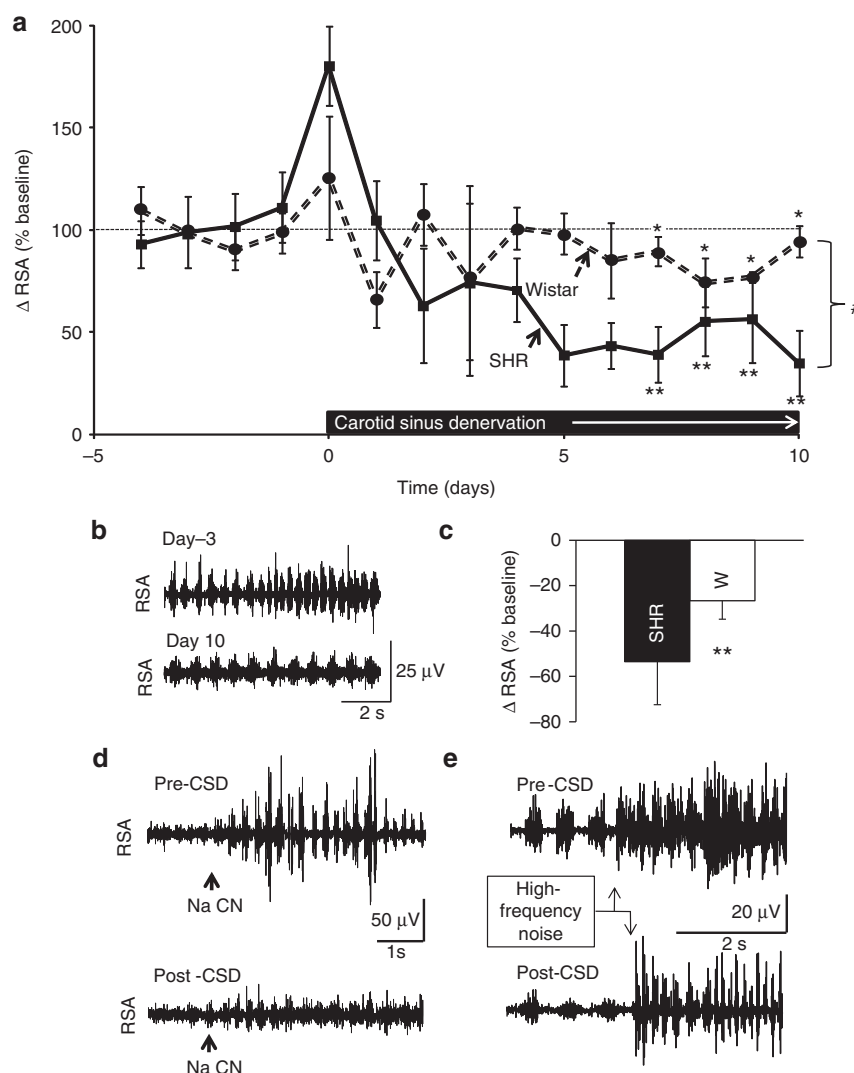 a
200
150
100
50
0
Δ RSA (% baseline)
*
*
*
*
Wistar
SHR
**
**
**
**
Carotid sinus denervation
–5
0
5
10
Time (days)
b
Day–3
RSA
Day 10
RSA
25 µV
2 s
c
0
–20
–40
–60
–80
Δ RSA (% baseline)
SHR
W
**
d
Pre-CSD
RSA
Na CN
50 µV
1s
Post -CSD
RSA
Na CN
e
Pre-CSD
High-
frequency
noise
20 µV
2 s
Post-CSD